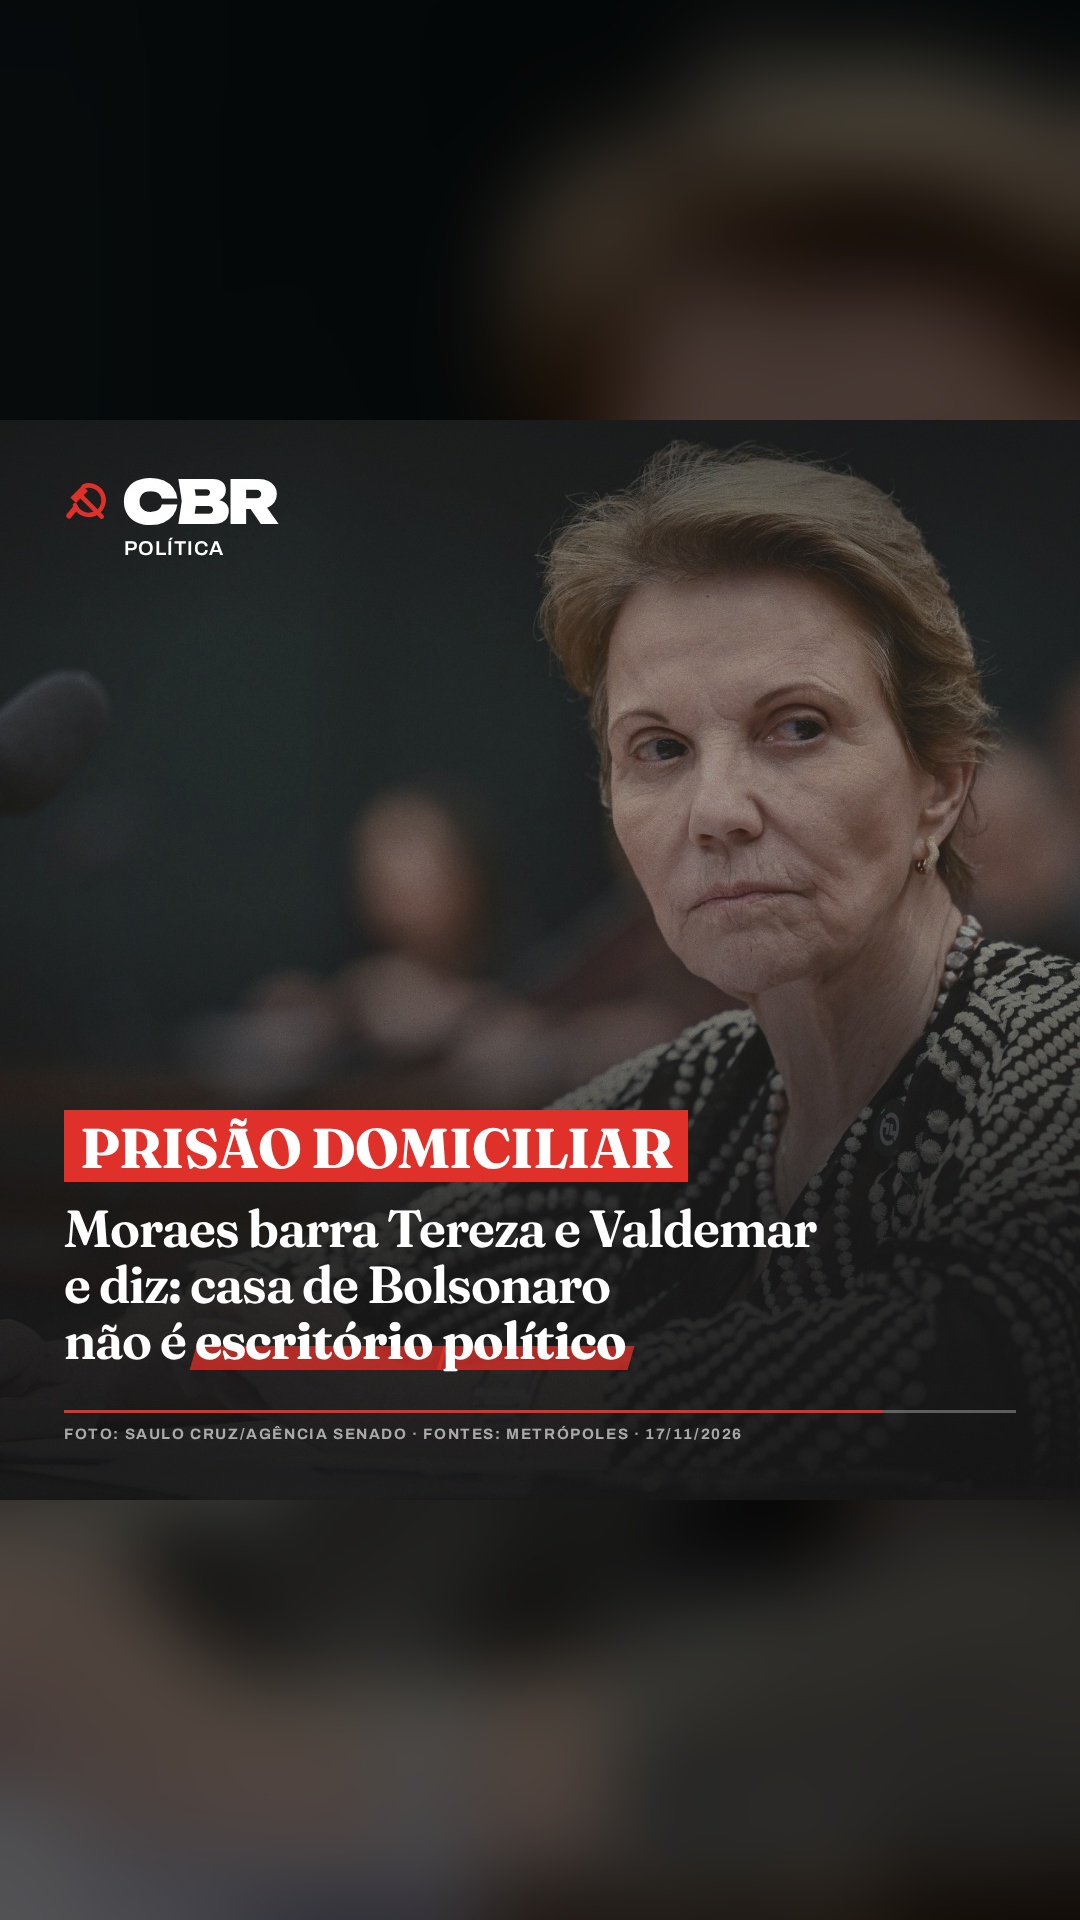 CBR
POLÍTICA
PRISÃO DOMICILIAR
Moraes barra Tereza e Valdemar
e diz: casa de Bolsonaro
não é escritório político
FOTO: SAULO CRUZ/AGÊNCIA SENADO · FONTES: METRÓPOLES · 17/11/2026